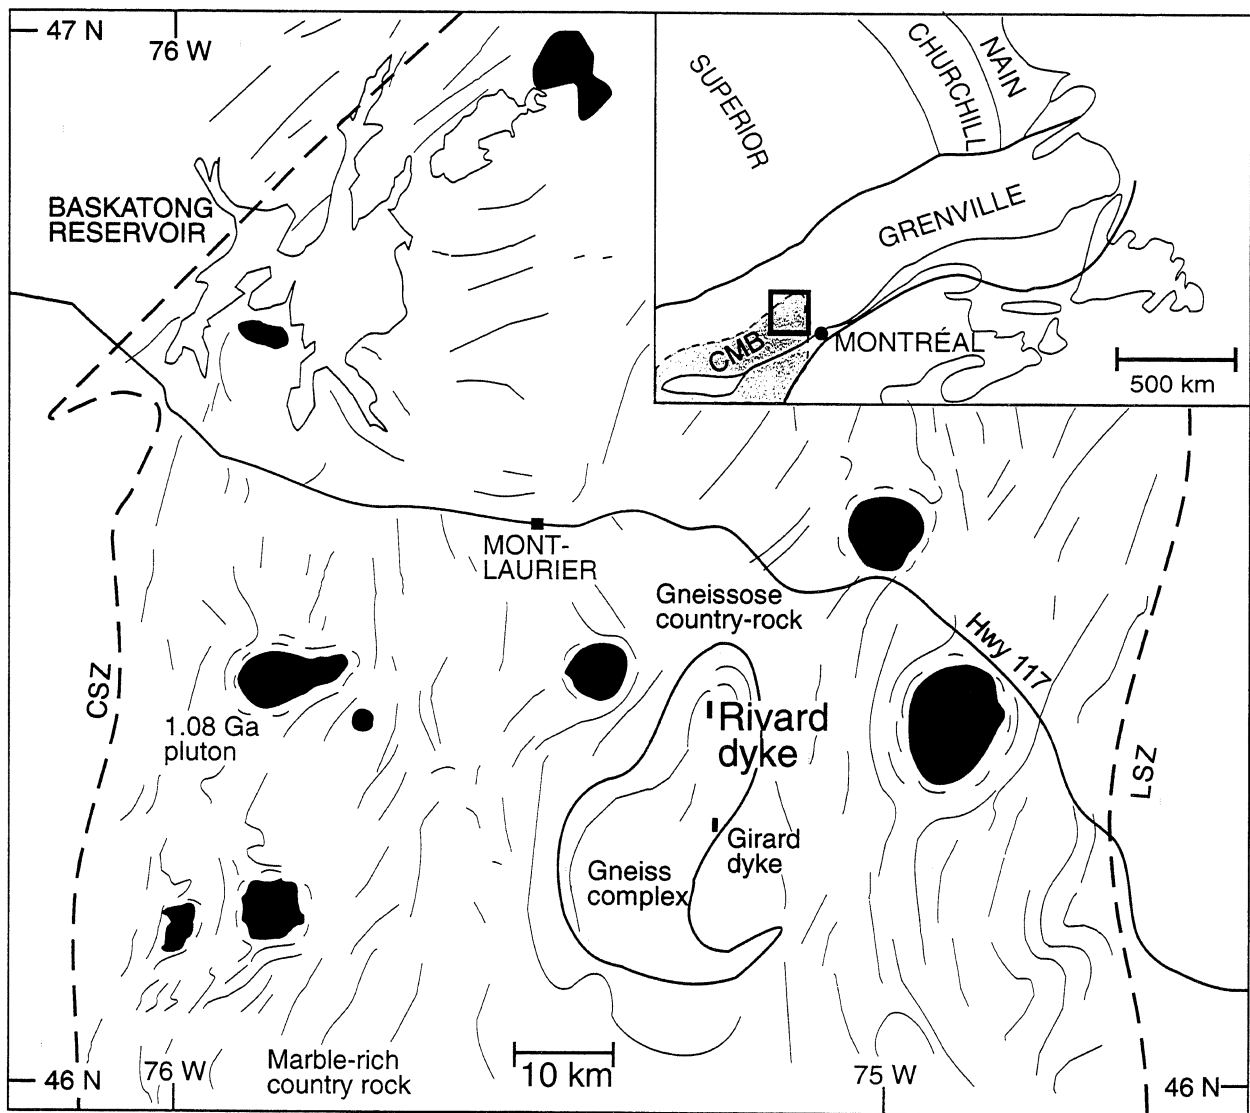 47 N
76 W
SUPERIOR
CHURCHILL
NAIN
GRENVILLE
CMB
MONTRÉAL
500 km
BASKATONG
RESERVOIR
MONT-
LAURIER
Gneissose
country-rock
Hwy 117
CSZ
1.08 Ga
pluton
Rivard
dyke
LSZ
Girard
dyke
Gneiss
complex
Marble-rich
country rock
10 km
46 N
76 W
75 W
46 N